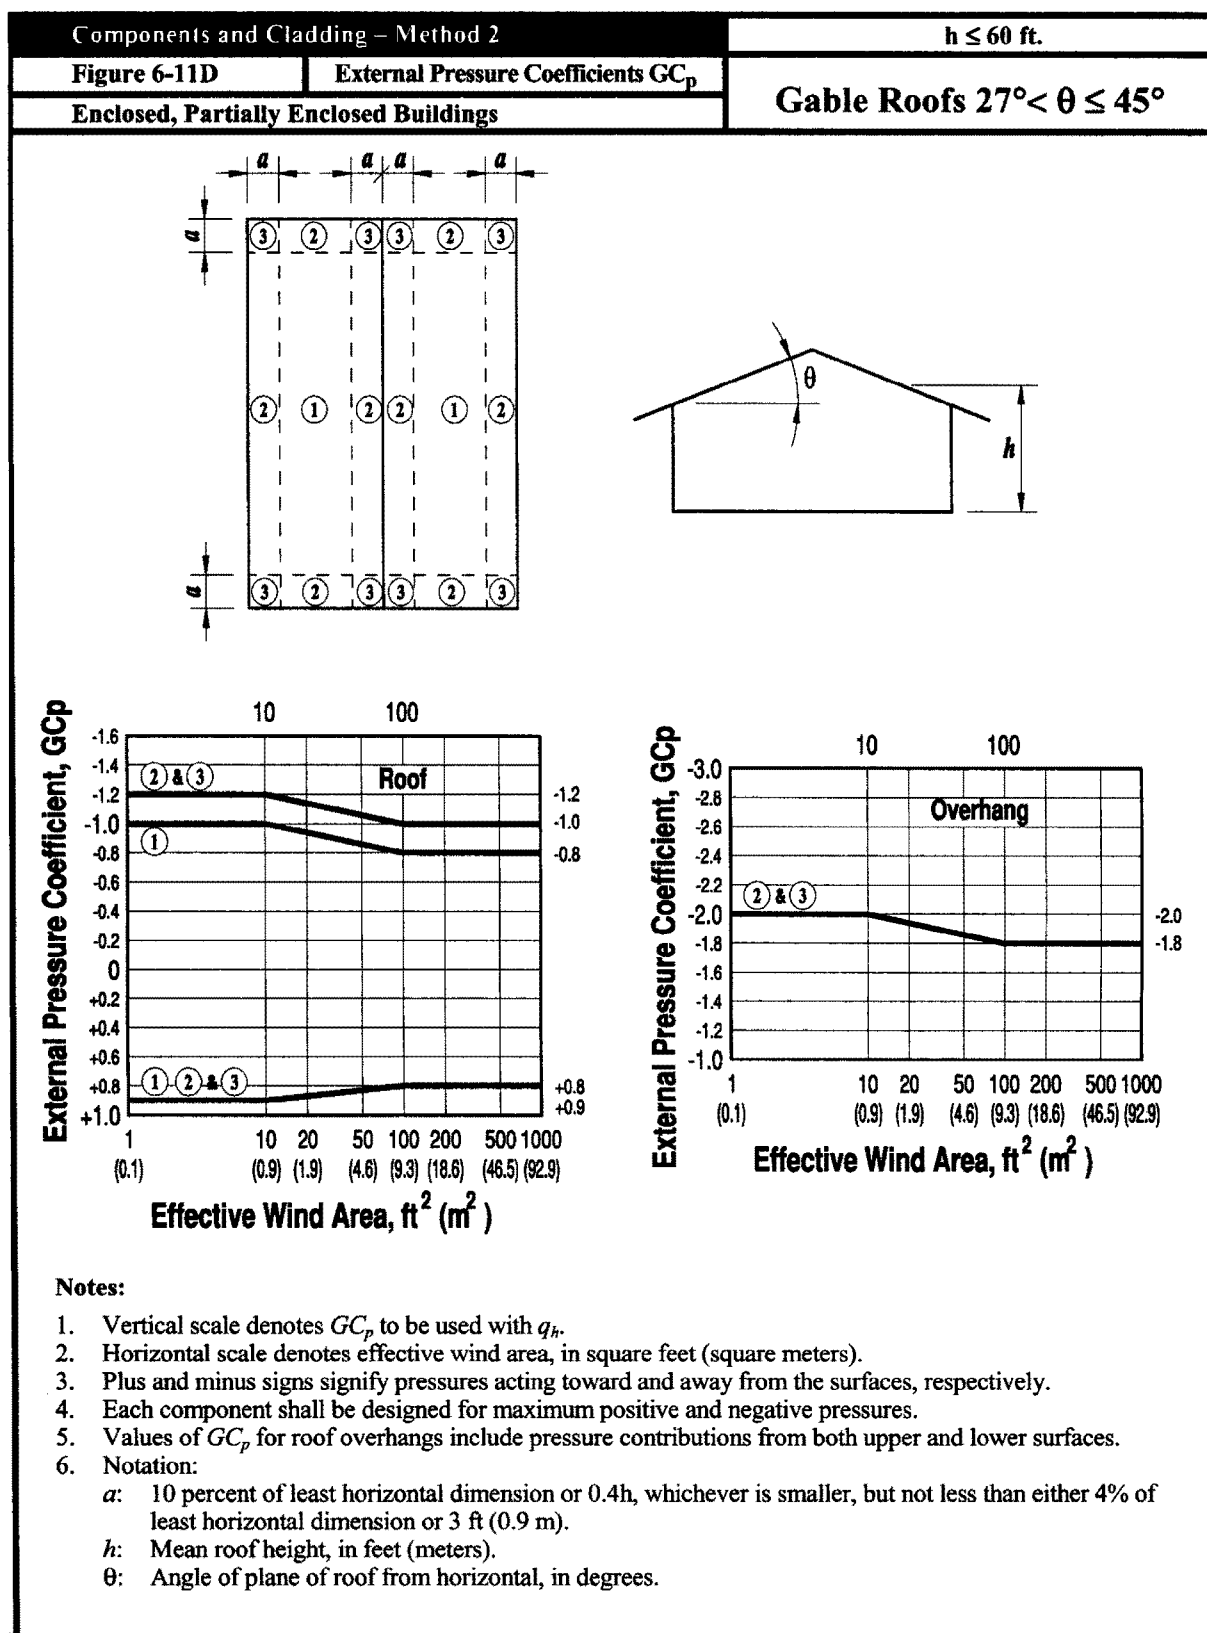 Components and Cladding – Method 2
h ≤ 60 ft.
Figure 6-11D
External Pressure Coefficients GCp
Gable Roofs 27°< θ ≤ 45°
Enclosed, Partially Enclosed Buildings
a a a a
a
3 2 3 3 2 3
2 1 2 2 1 2
a
3 2 3 3 2 3
θ
h
External Pressure Coefficient, GCp
10 100
-1.6
-1.4
-1.2
-1.0
-0.8
-0.6
-0.4
-0.2
0
+0.2
+0.4
+0.6
+0.8
+1.0
2 & 3
Roof
1
1 2 & 3
-1.2
-1.0
-0.8
+0.8
+0.9
1 10 20 50 100 200 500 1000
(0.1) (0.9) (1.9) (4.6) (9.3) (18.6) (46.5) (92.9)
Effective Wind Area, ft² (m²)
External Pressure Coefficient, GCp
10 100
-3.0
-2.8
-2.6
-2.4
-2.2
-2.0
-1.8
-1.6
-1.4
-1.2
-1.0
Overhang
2 & 3
-2.0
-1.8
1 10 20 50 100 200 500 1000
(0.1) (0.9) (1.9) (4.6) (9.3) (18.6) (46.5) (92.9)
Effective Wind Area, ft² (m²)
Notes:
1. Vertical scale denotes GCp to be used with qh.
2. Horizontal scale denotes effective wind area, in square feet (square meters).
3. Plus and minus signs signify pressures acting toward and away from the surfaces, respectively.
4. Each component shall be designed for maximum positive and negative pressures.
5. Values of GCp for roof overhangs include pressure contributions from both upper and lower surfaces.
6. Notation:
a: 10 percent of least horizontal dimension or 0.4h, whichever is smaller, but not less than either 4% of
least horizontal dimension or 3 ft (0.9 m).
h: Mean roof height, in feet (meters).
θ: Angle of plane of roof from horizontal, in degrees.